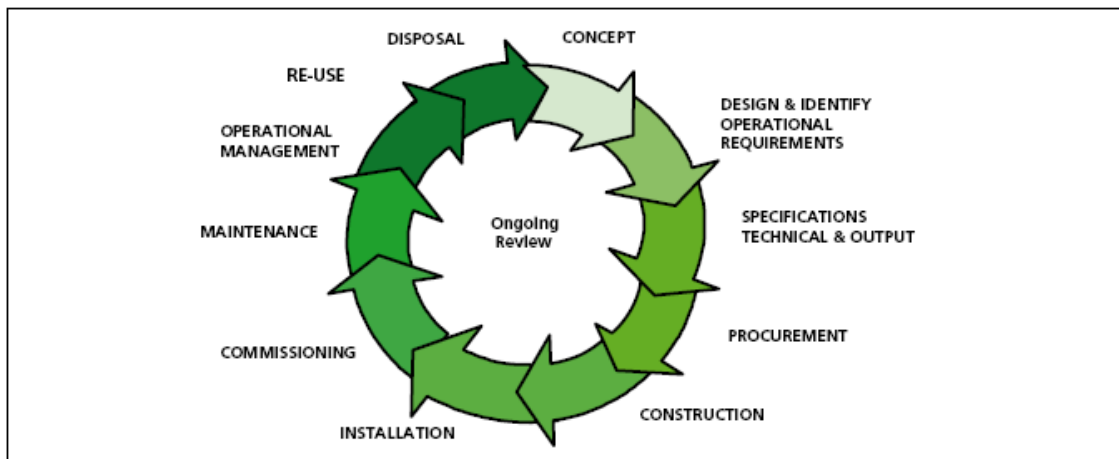 DISPOSAL
CONCEPT
RE-USE
DESIGN & IDENTIFY
OPERATIONAL
REQUIREMENTS
OPERATIONAL
MANAGEMENT
SPECIFICATIONS
TECHNICAL & OUTPUT
MAINTENANCE
Ongoing
Review
PROCUREMENT
COMMISSIONING
CONSTRUCTION
INSTALLATION